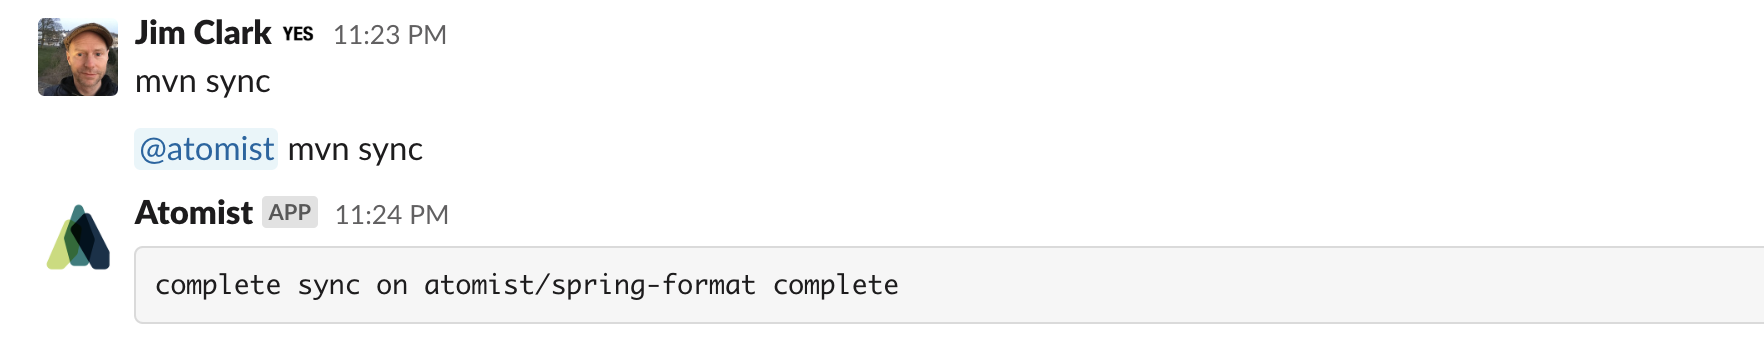 Jim Clark YES 11:23 PM
mvn sync
@atomist mvn sync
Atomist APP 11:24 PM
complete sync on atomist/spring-format complete